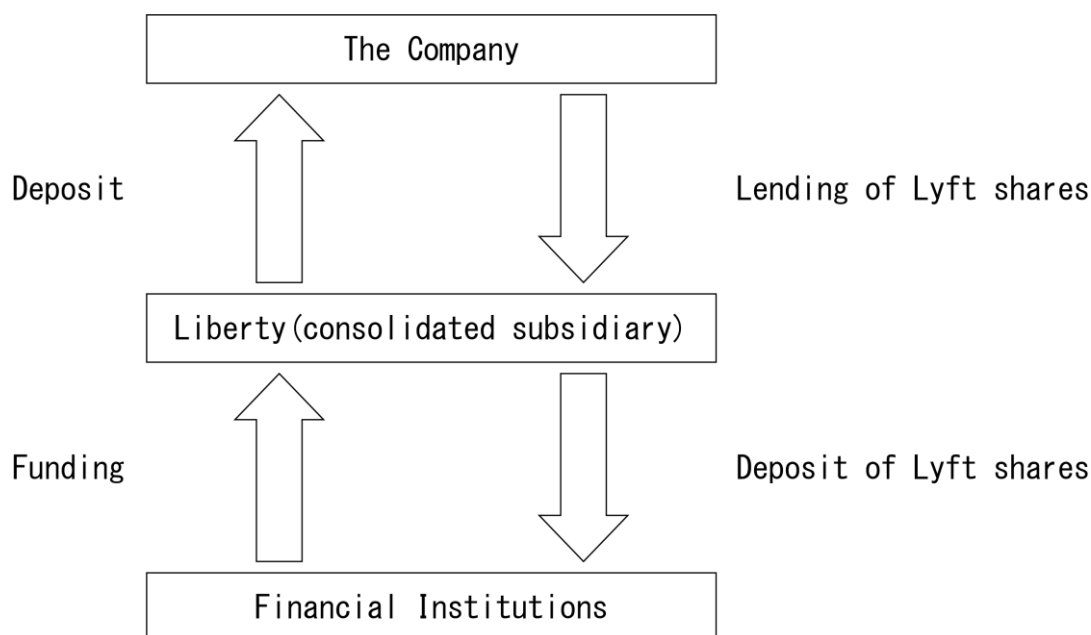 The Company
Deposit
Lending of Lyft shares
Liberty(consolidated subsidiary)
Funding
Deposit of Lyft shares
Financial Institutions